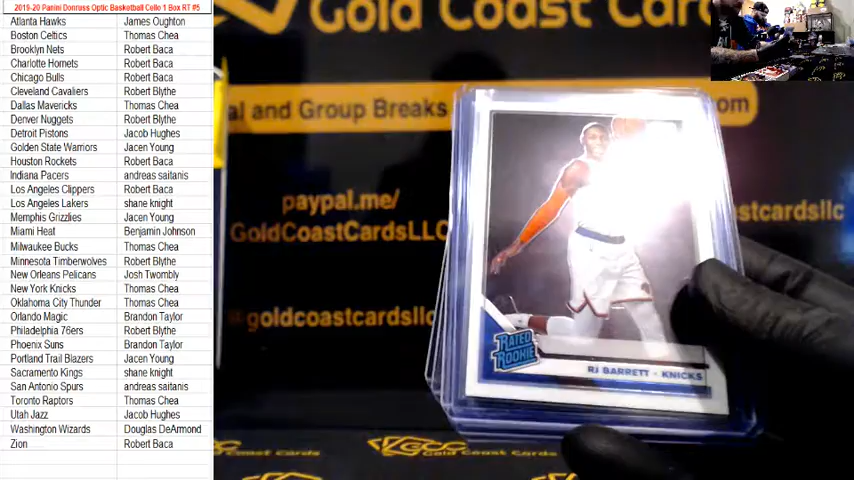 2019-20 Panini Donruss Optic Basketball Cello 1 Box RT #5
Atlanta Hawks James Oughton
Boston Celtics Thomas Chea
Brooklyn Nets Robert Baca
Charlotte Hornets Robert Baca
Chicago Bulls Robert Baca
Cleveland Cavaliers Robert Blythe
Dallas Mavericks Thomas Chea
Denver Nuggets Robert Blythe
Detroit Pistons Jacob Hughes
Golden State Warriors Jacen Young
Houston Rockets Robert Baca
Indiana Pacers andreas saitanis
Los Angeles Clippers Robert Baca
Los Angeles Lakers shane knight
Memphis Grizzlies Jacen Young
Miami Heat Benjamin Johnson
Milwaukee Bucks Thomas Chea
Minnesota Timberwolves Robert Blythe
New Orleans Pelicans Josh Twombly
New York Knicks Thomas Chea
Oklahoma City Thunder Thomas Chea
Orlando Magic Brandon Taylor
Philadelphia 76ers Robert Blythe
Phoenix Suns Brandon Taylor
Portland Trail Blazers Jacen Young
Sacramento Kings shane knight
San Antonio Spurs andreas saitanis
Toronto Raptors Thomas Chea
Utah Jazz Jacob Hughes
Washington Wizards Douglas DeArmond
Zion Robert Baca
Gold Coast Car
al and Group Breaks
om
paypal.me/
GoldCoastCardsLLC
@goldcoastcardsllc
astcardsllc
RATED
ROOKIE
RJ BARRETT - KNICKS
Gold Coast Cards